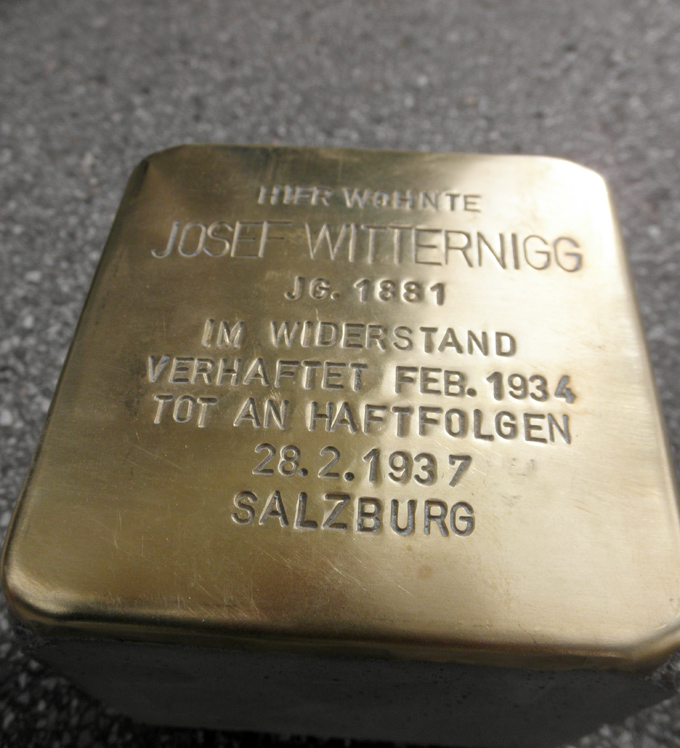 HIER WOHNTE
JOSEF WITTERNIGG
JG. 1881
IM WIDERSTAND
VERHAFTET FEB. 1934
TOT AN HAFTFOLGEN
28.2.1937
SALZBURG